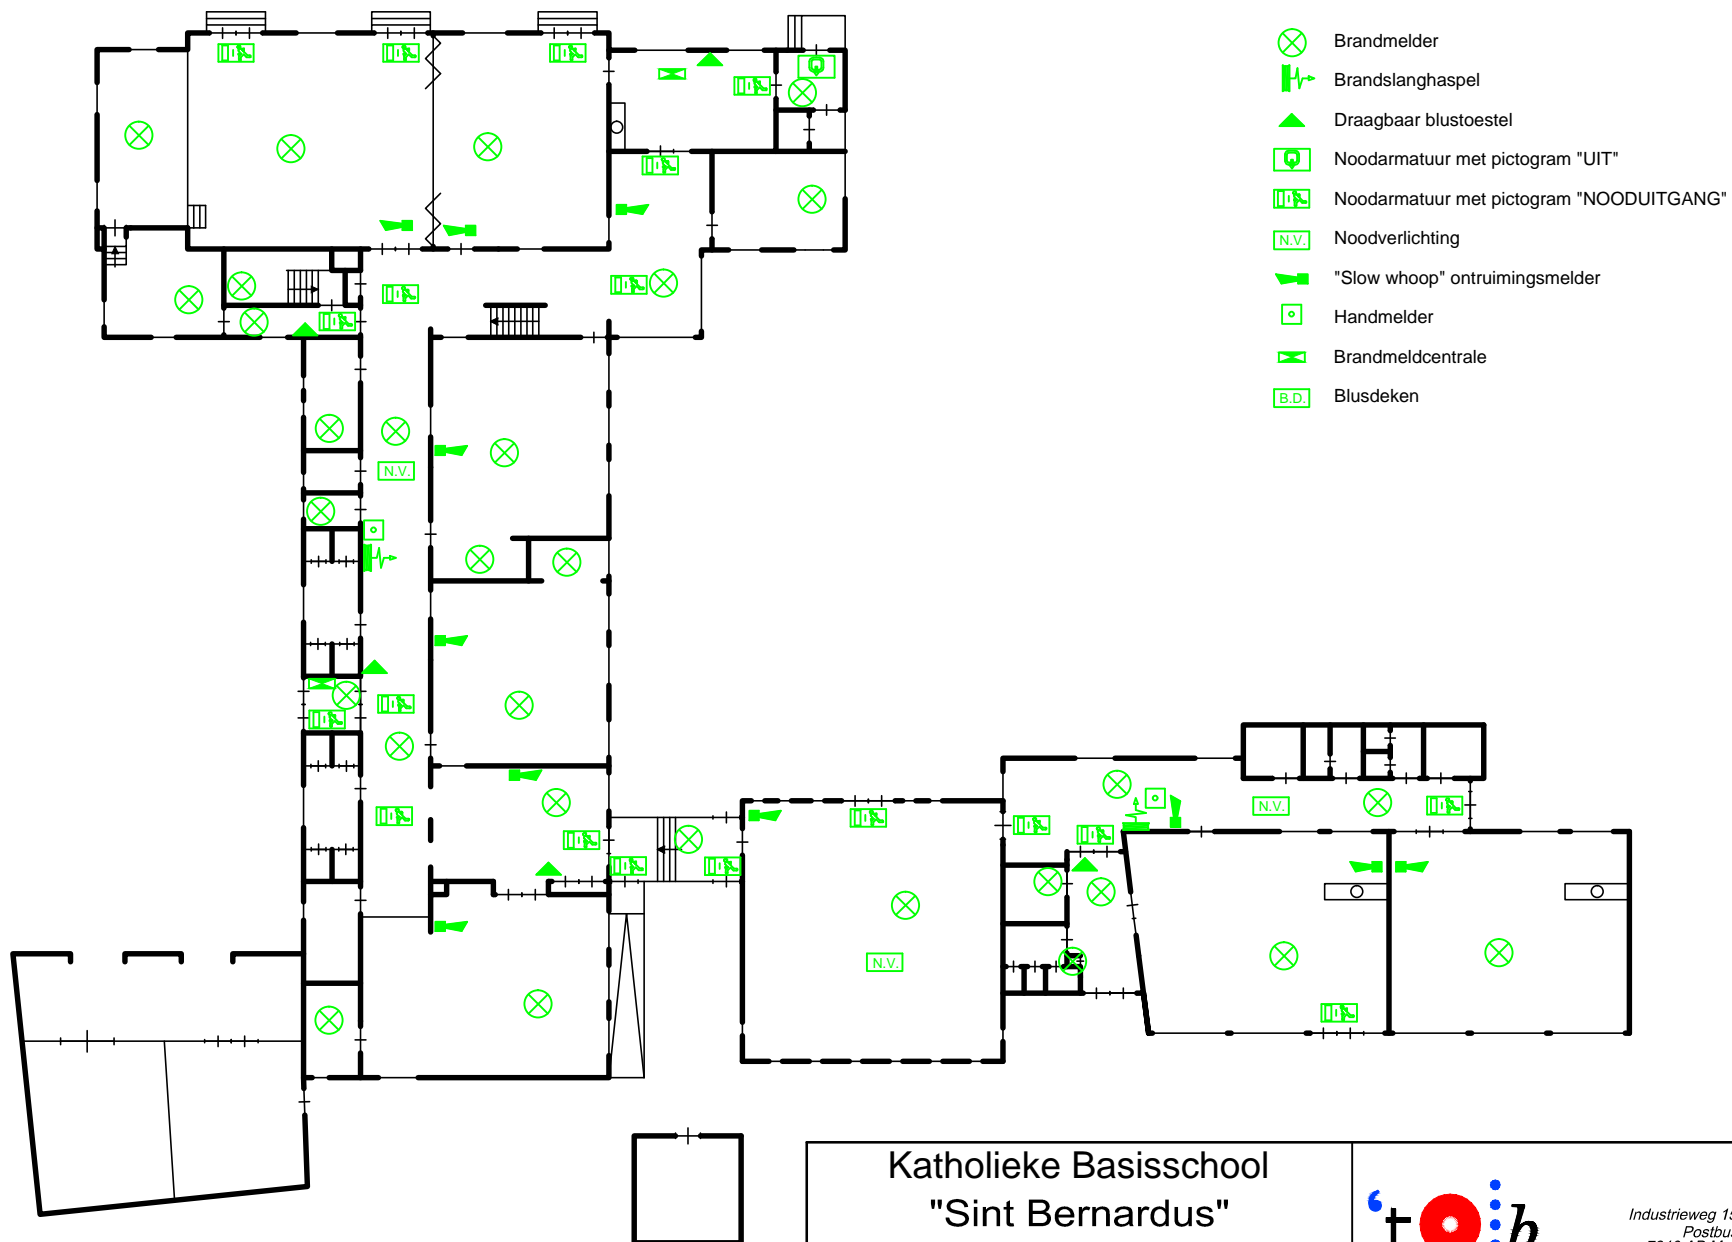 Brandmelder
Brandslanghaspel
Draagbaar blustoestel
Noodarmatuur met pictogram "UIT"
Noodarmatuur met pictogram "NOODUITGANG"
N.V. Noodverlichting
"Slow whoop" ontruimingsmelder
Handmelder
Brandmeldcentrale
B.D. Blusdeken
N.V.
N.V.
N.V.
Katholieke Basisschool
"Sint Bernardus"
't b
Industrieweg